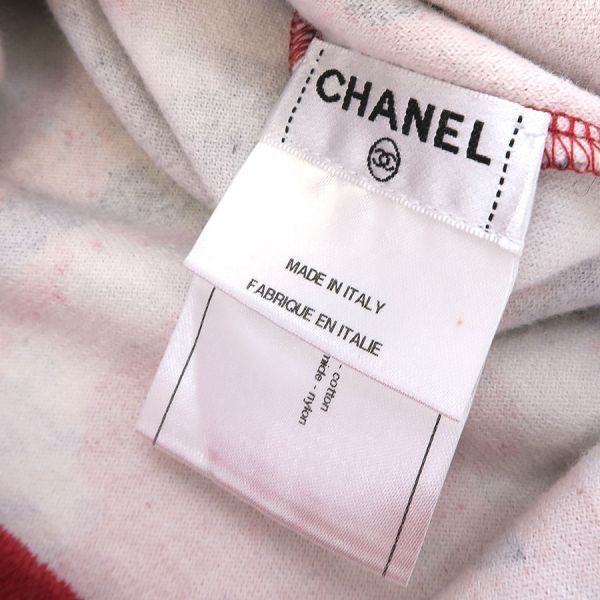 CHANEL
MADE IN ITALY
FABRIQUE EN ITALIE
- cotton
- nylon